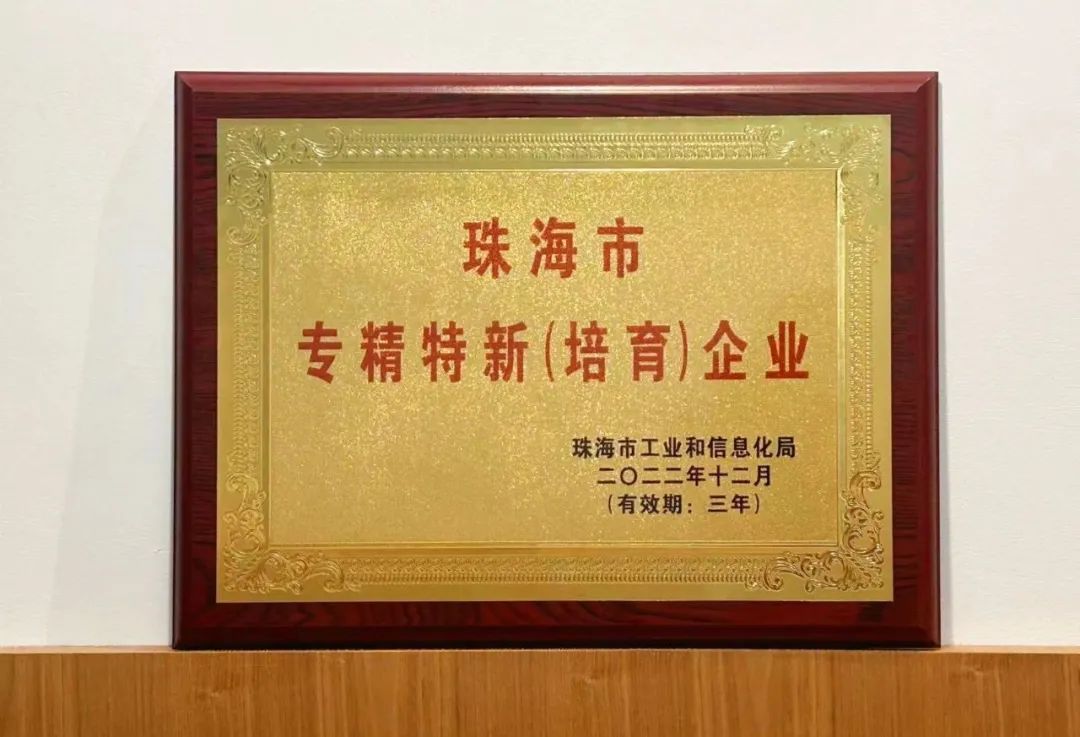 珠海市
专精特新(培育)企业
珠海市工业和信息化局
二〇二二年十二月
(有效期：三年)